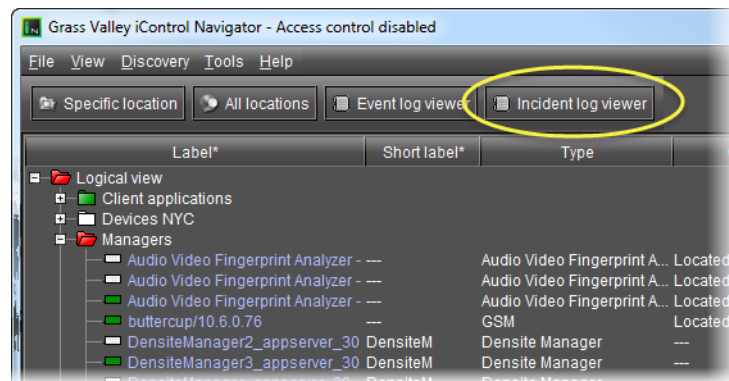 Grass Valley iControl Navigator - Access control disabled
File View Discovery Tools Help
Specific location All locations Event log viewer Incident log viewer
Label* Short label* Type
Logical view
Client applications
Devices NYC
Managers
Audio Video Fingerprint Analyzer - --- Audio Video Fingerprint A... Located
Audio Video Fingerprint Analyzer - --- Audio Video Fingerprint A... Located
Audio Video Fingerprint Analyzer - --- Audio Video Fingerprint A... Located
buttercup/10.6.0.76 --- GSM Located
DensiteManager2_appserver_30 DensiteM Densite Manager ---
DensiteManager3_appserver_30 DensiteM Densite Manager ---